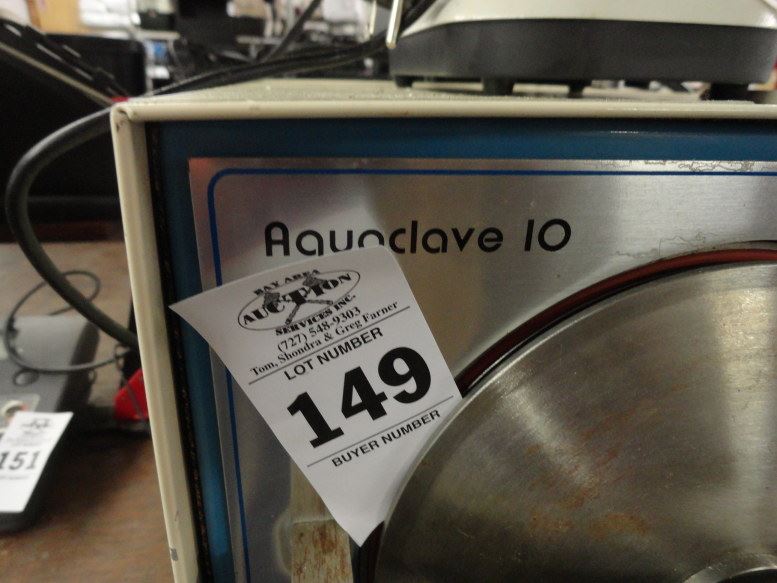 Aquaclave 10
BAY AREA
AUCTION
SERVICES INC.
(727) 548-9303
Tom, Shondra & Greg Farner
LOT NUMBER
149
BUYER NUMBER
151